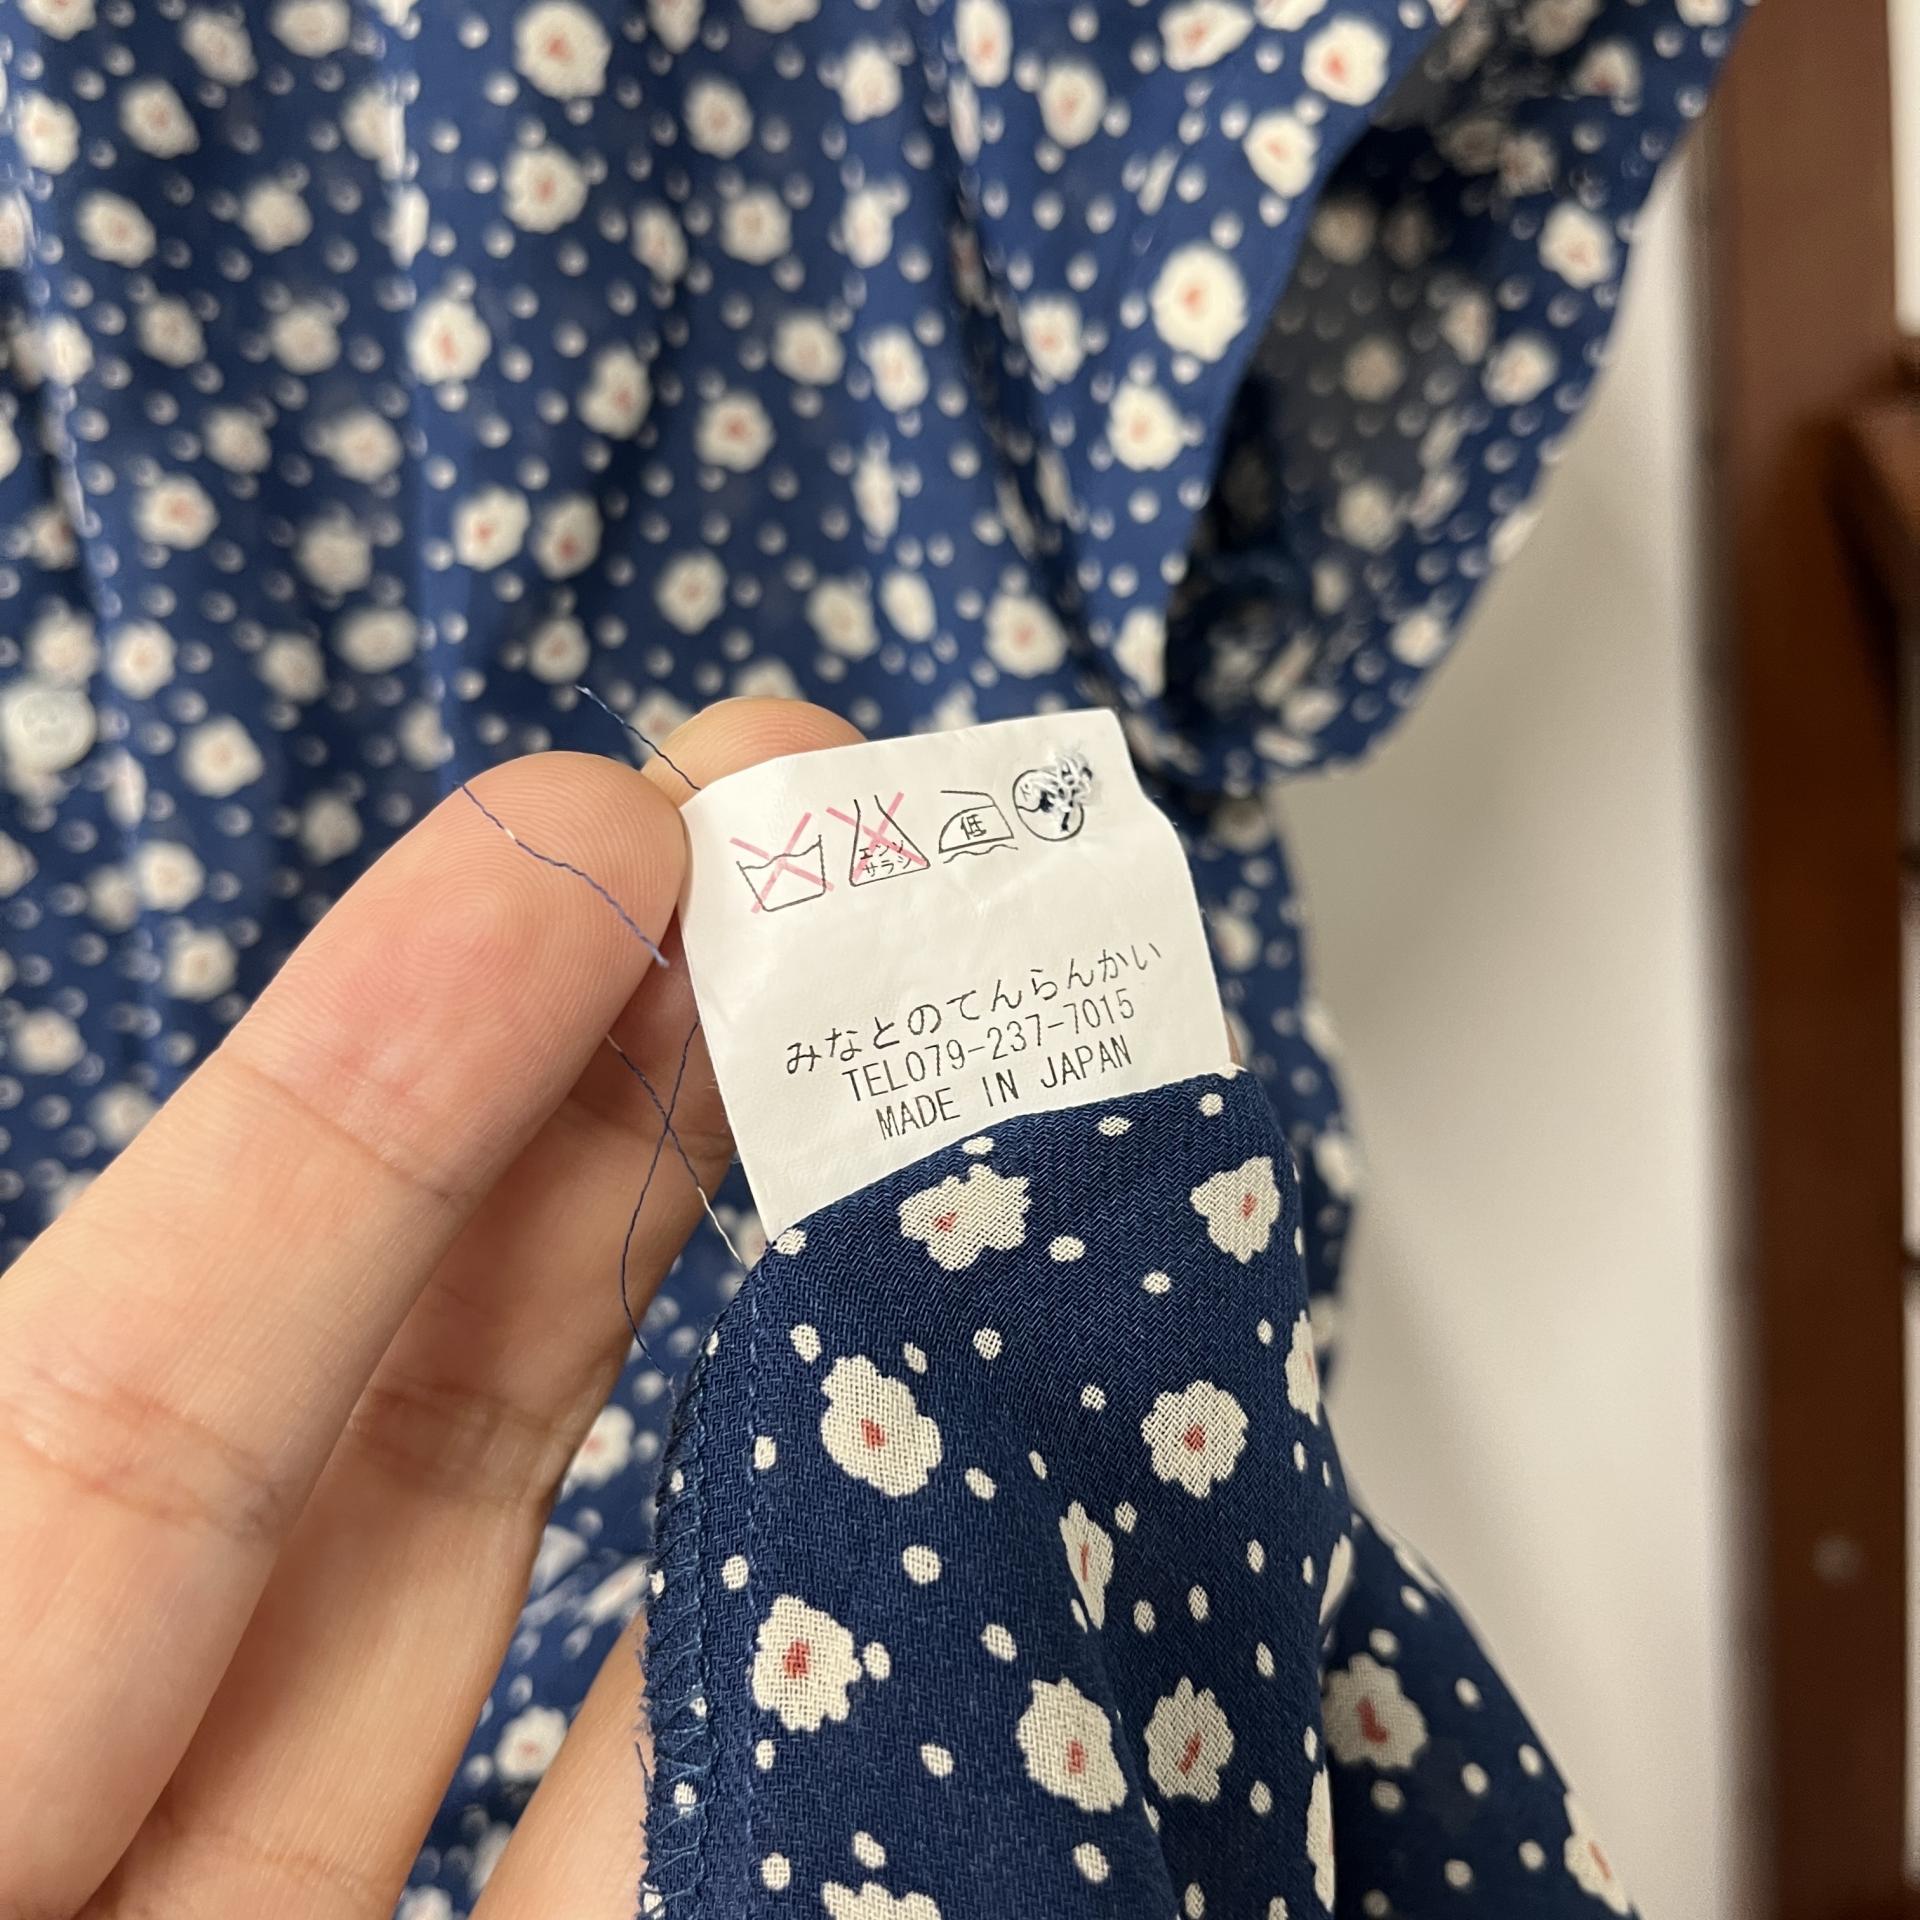 エンソ
サラシ
低
みなとのてんらんかい
TEL079-237-7015
MADE IN JAPAN